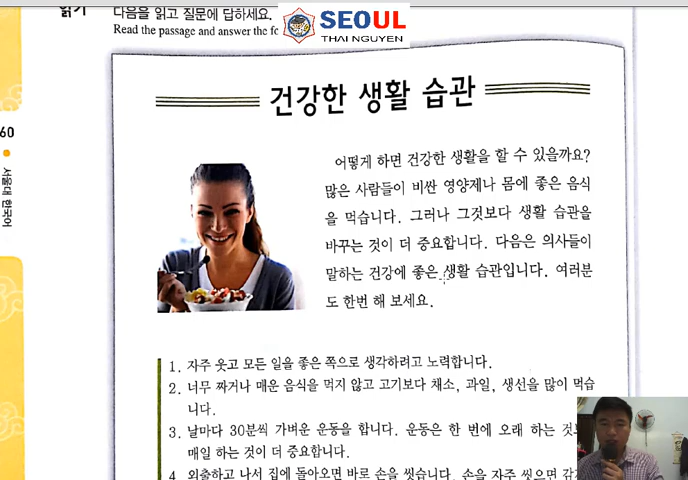 읽기
다음을 읽고 질문에 답하세요.
Read the passage and answer the fo
SEOUL
THAI NGUYEN
60
서울대 한국어
건강한 생활 습관
어떻게 하면 건강한 생활을 할 수 있을까요?
많은 사람들이 비싼 영양제나 몸에 좋은 음식
을 먹습니다. 그러나 그것보다 생활 습관을
바꾸는 것이 더 중요합니다. 다음은 의사들이
말하는 건강에 좋은 생활 습관입니다. 여러분
도 한번 해 보세요.
1. 자주 웃고 모든 일을 좋은 쪽으로 생각하려고 노력합니다.
2. 너무 짜거나 매운 음식을 먹지 않고 고기보다 채소, 과일, 생선을 많이 먹습
니다.
3. 날마다 30분씩 가벼운 운동을 합니다. 운동은 한 번에 오래 하는 것보
매일 하는 것이 더 중요합니다.
4. 외출하고 나서 집에 돌아오면 바로 손을 씻습니다. 손을 자주 씻으면 감